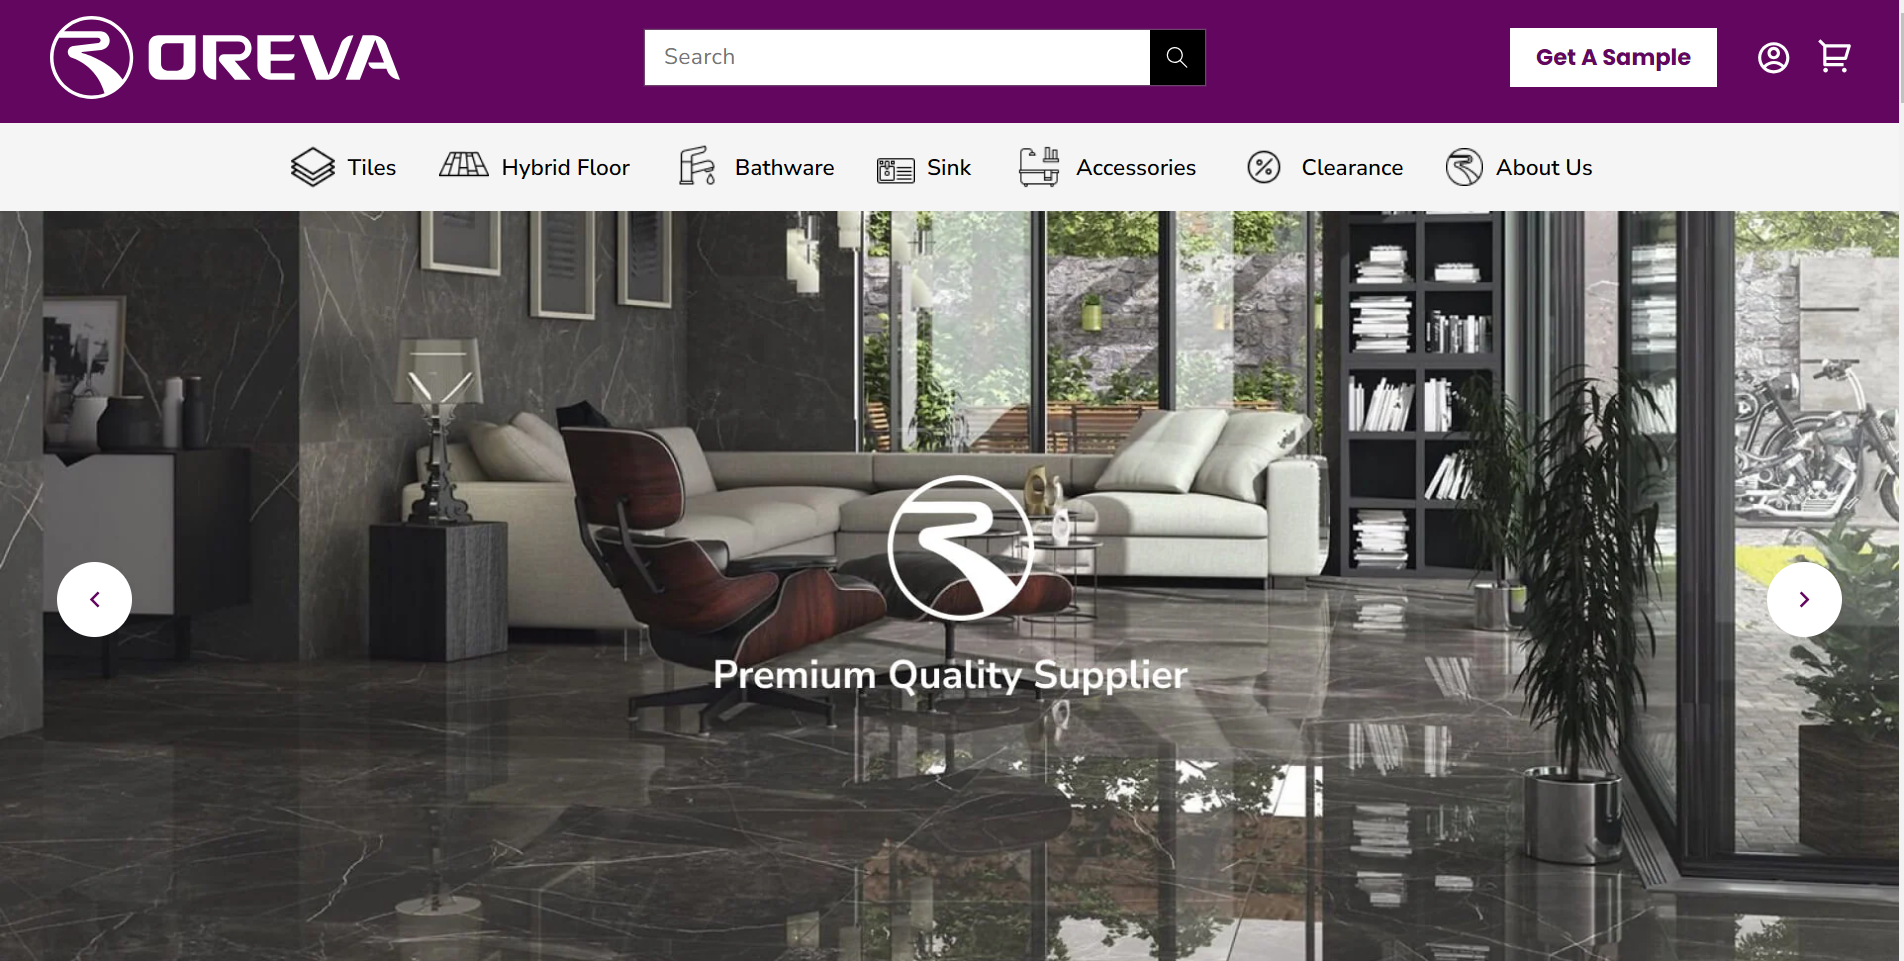 OREVA
Search
Get A Sample
Tiles
Hybrid Floor
Bathware
Sink
Accessories
Clearance
About Us
Premium Quality Supplier